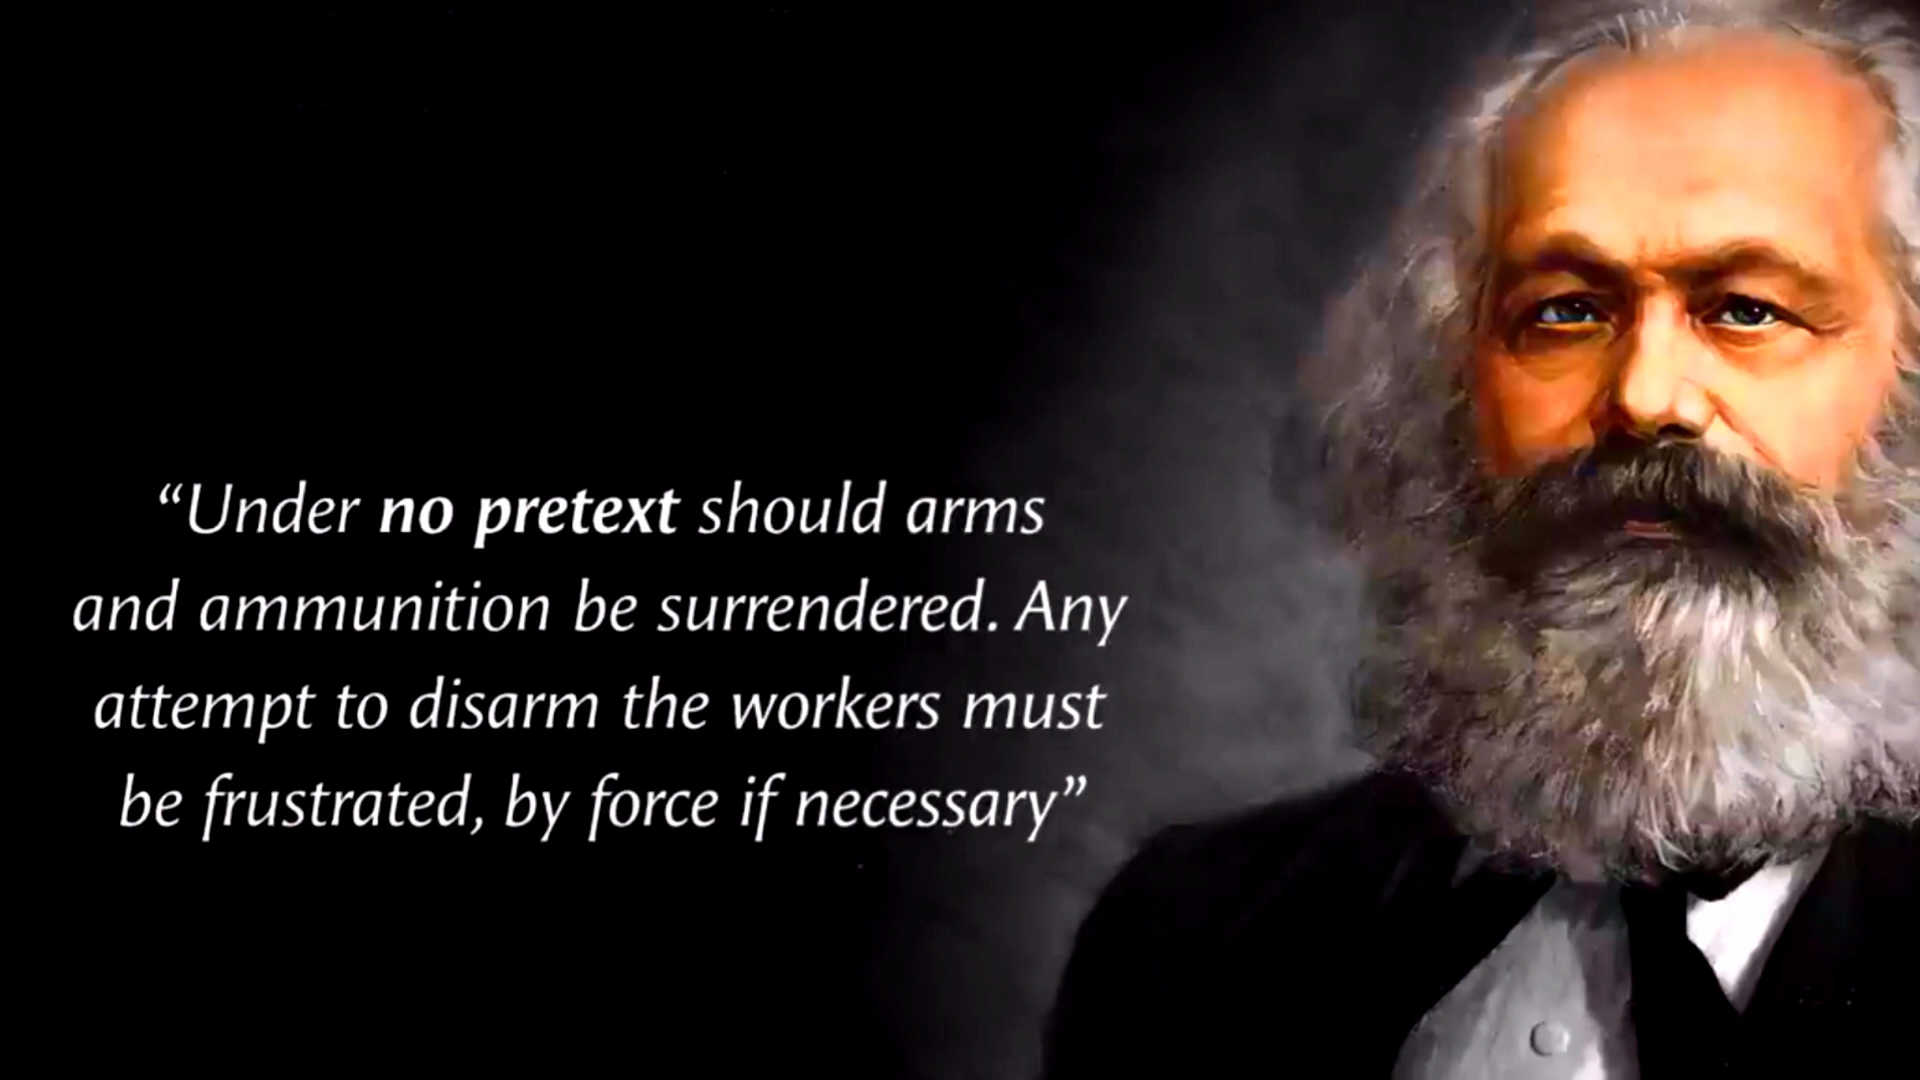 “Under no pretext should arms
and ammunition be surrendered. Any
attempt to disarm the workers must
be frustrated, by force if necessary”